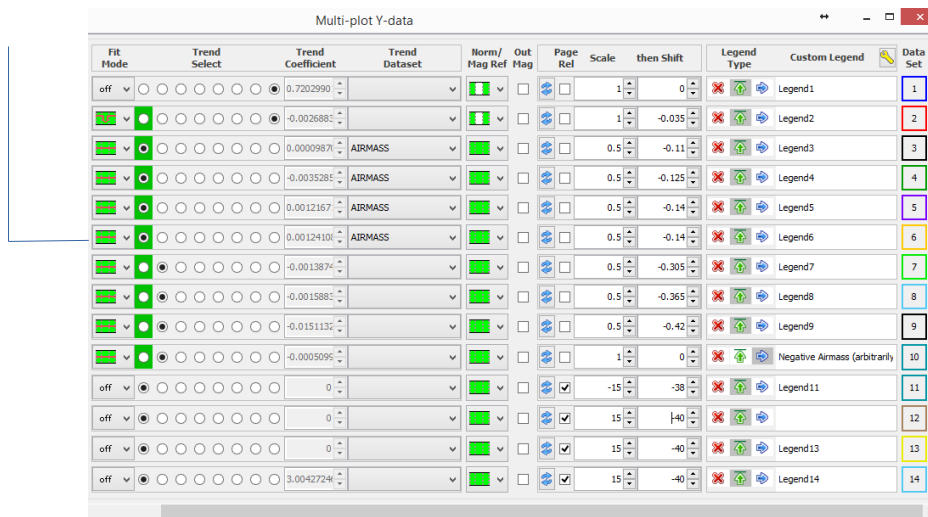 Multi-plot Y-data
Fit Mode Trend Select Trend Coefficient Trend Dataset Norm/ Mag Ref Out Mag Page Rel Scale then Shift Legend Type Custom Legend Data Set
off 0.7202990 1 0 Legend1 1
-0.0026883 1 -0.035 Legend2 2
0.00009870 AIRMASS 0.5 -0.11 Legend3 3
-0.0035285 AIRMASS 0.5 -0.125 Legend4 4
0.0012167 AIRMASS 0.5 -0.14 Legend5 5
0.00124108 AIRMASS 0.5 -0.14 Legend6 6
-0.0013874 0.5 -0.305 Legend7 7
-0.0015883 0.5 -0.365 Legend8 8
-0.0151132 0.5 -0.42 Legend9 9
-0.0005099 1 0 Negative Airmass (arbitrarily 10
off 0 -15 -38 Legend11 11
off 0 15 -40 12
off 0 15 -40 Legend13 13
off 3.00427246 15 -40 Legend14 14